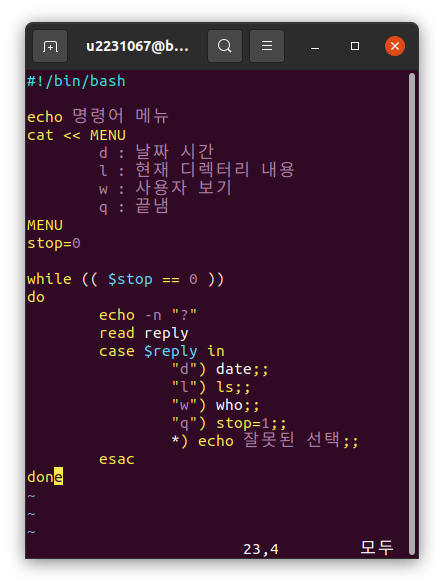 u2231067@b...
#!/bin/bash

echo 명령어 메뉴
cat << MENU
        d : 날짜 시간
        l : 현재 디렉터리 내용
        w : 사용자 보기
        q : 끝냄
MENU
stop=0

while (( $stop == 0 ))
do
        echo -n "?"
        read reply
        case $reply in
                "d") date;;
                "l") ls;;
                "w") who;;
                "q") stop=1;;
                *) echo 잘못된 선택;;
        esac
done
~
~
~
23,4 모두